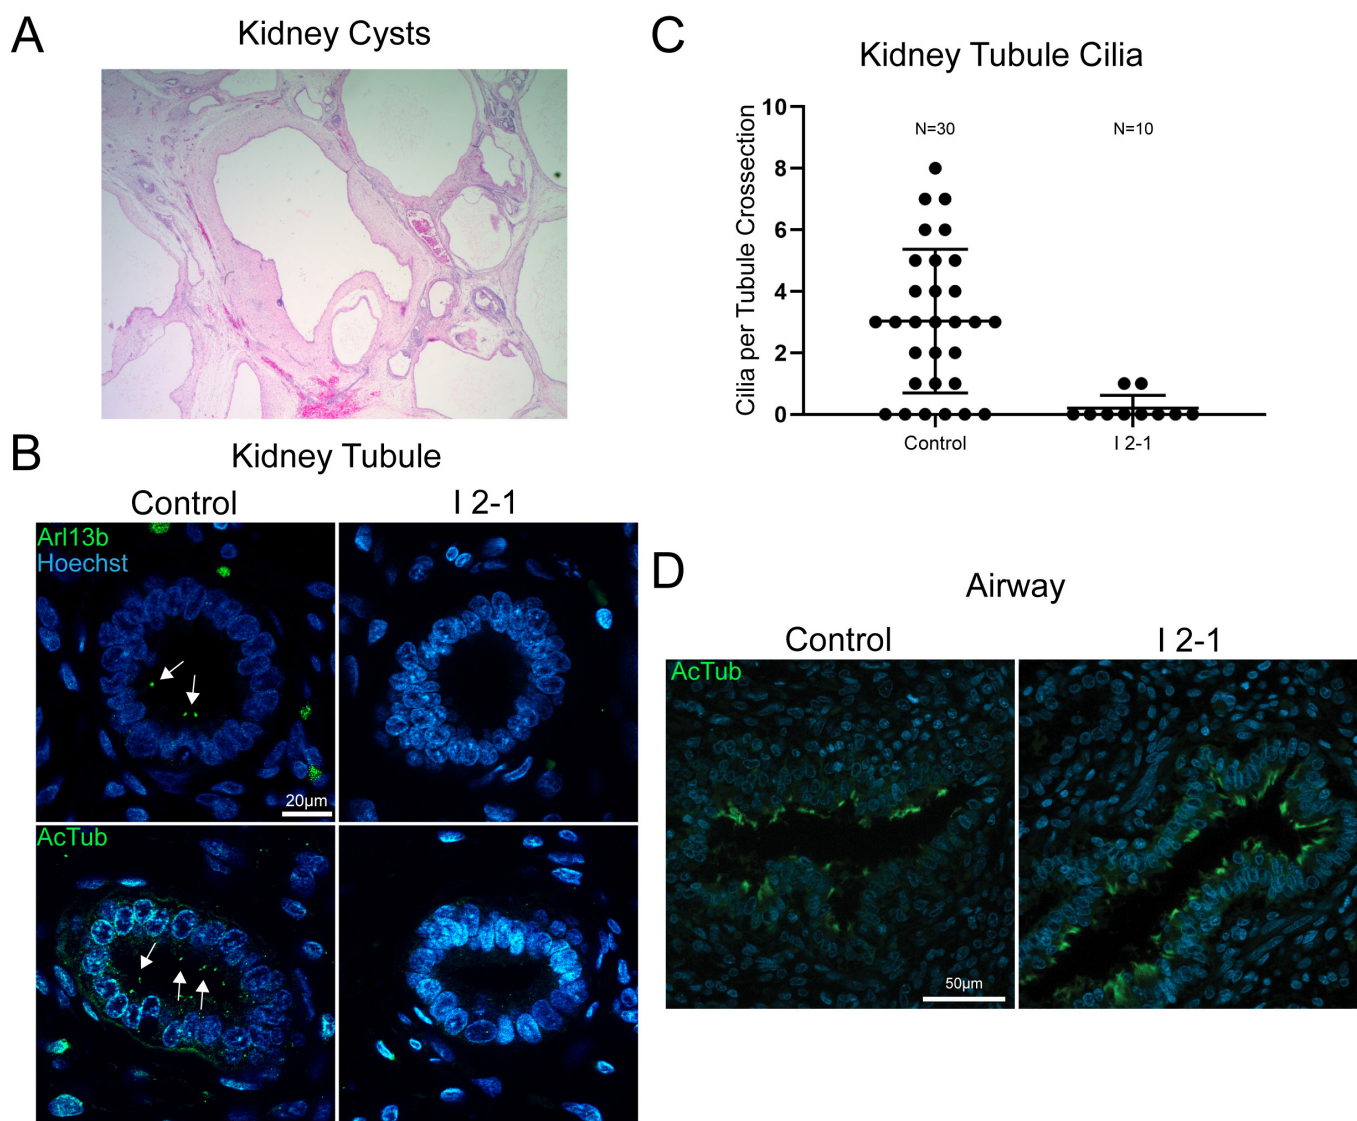 A
Kidney Cysts
B
Kidney Tubule
Control
I 2-1
Arl13b
Hoechst
20µm
AcTub
C
Kidney Tubule Cilia
Cilia per Tubule Crossection
10
8
6
4
2
0
N=30
N=10
Control
I 2-1
D
Airway
Control
I 2-1
AcTub
50µm